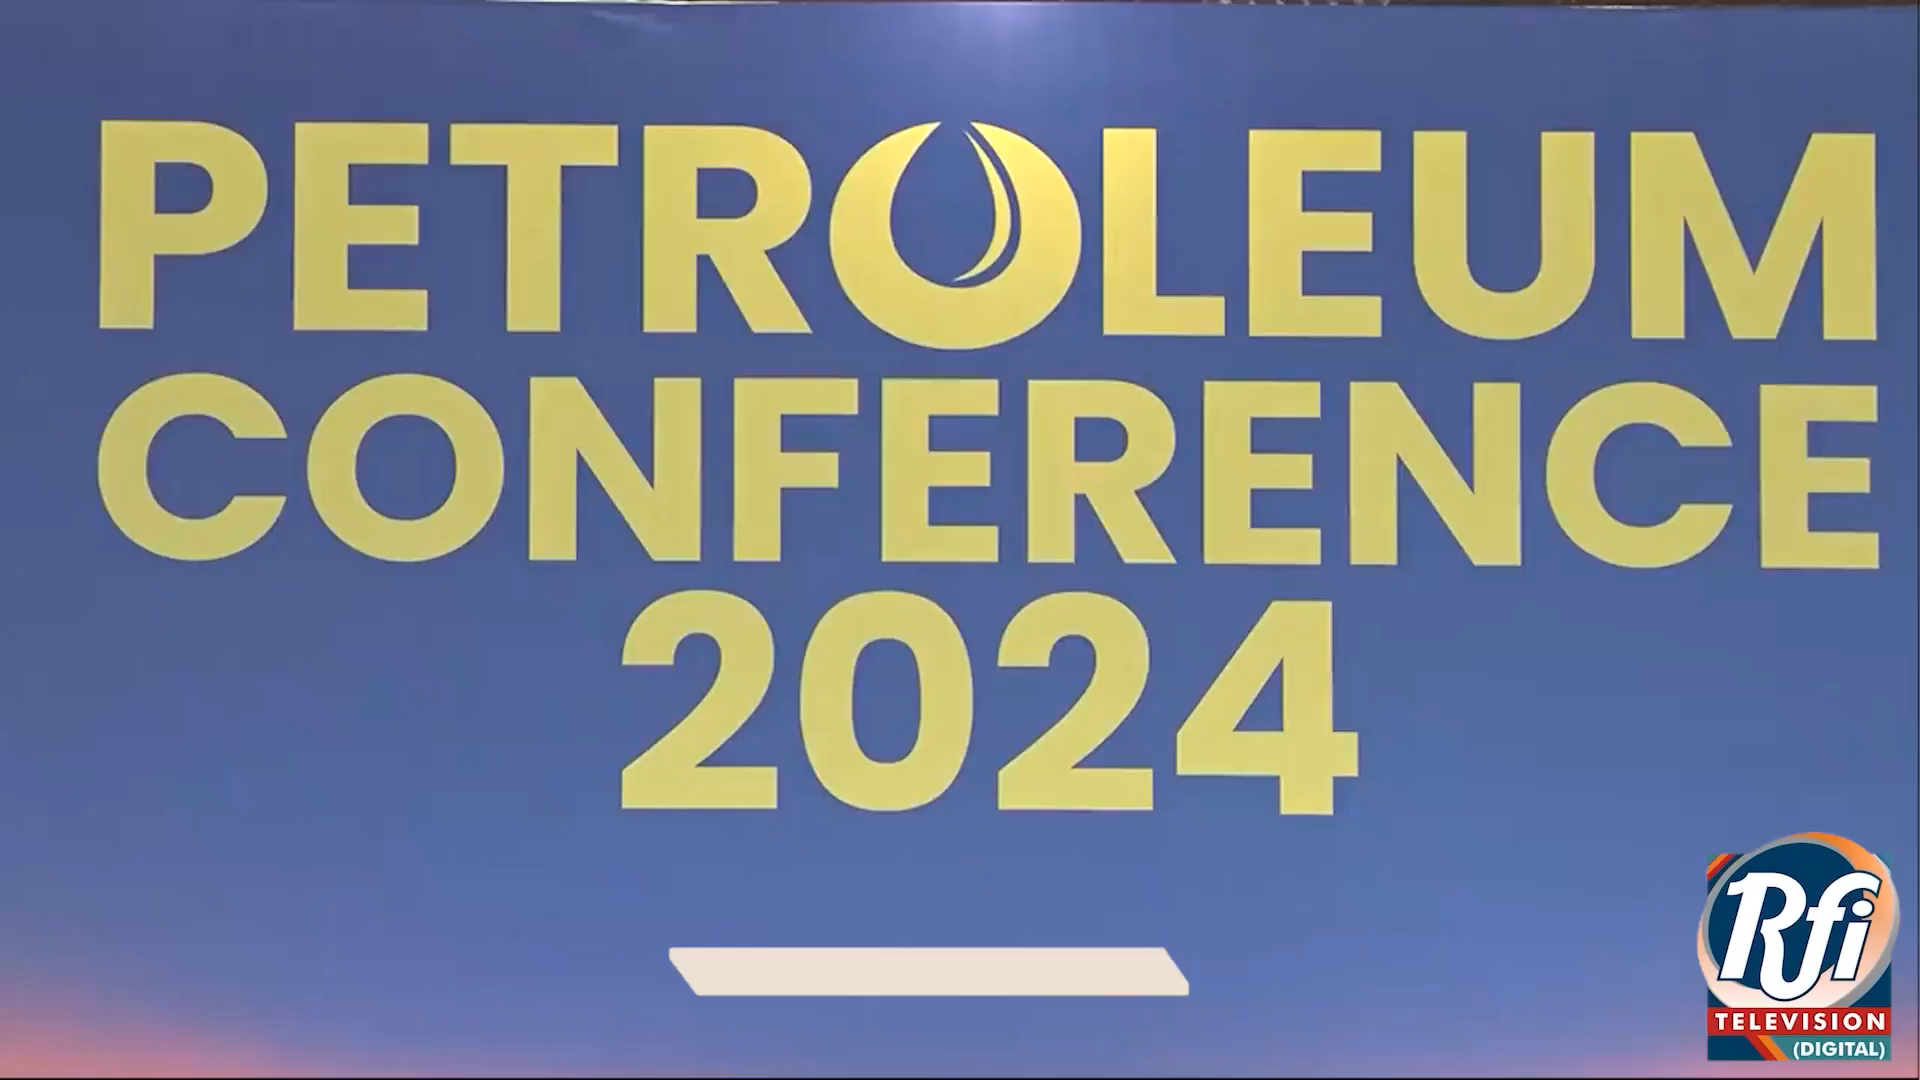 PETROLEUM
CONFERENCE
2024
Rfi
TELEVISION
(DIGITAL)